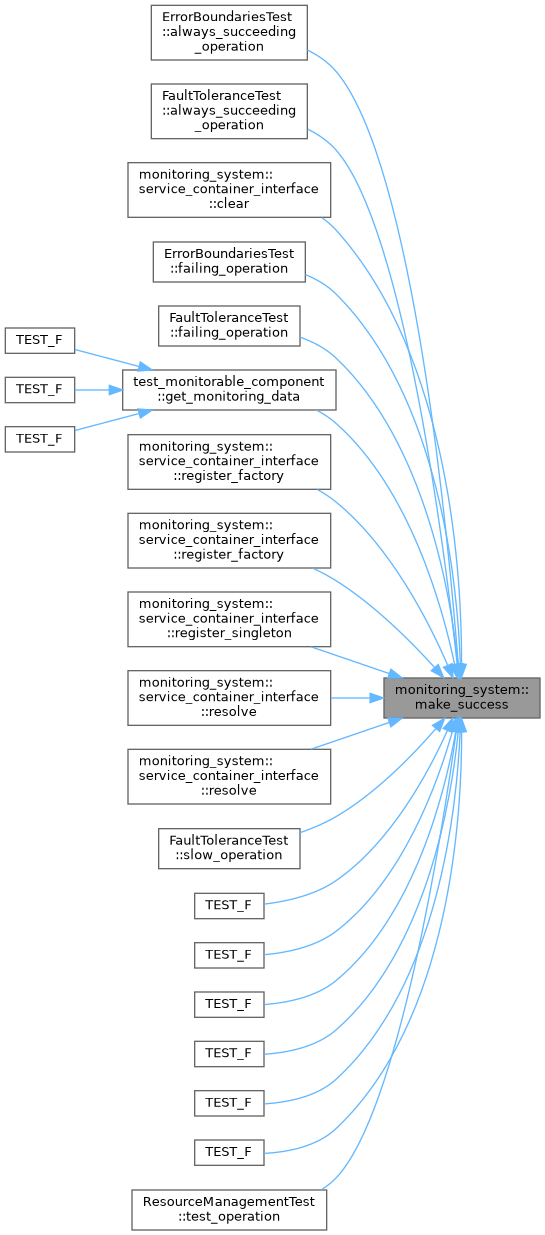 ErrorBoundariesTest
::always_succeeding
_operation
FaultToleranceTest
::always_succeeding
_operation
monitoring_system::
service_container_interface
::clear
ErrorBoundariesTest
::failing_operation
FaultToleranceTest
::failing_operation
TEST_F
TEST_F
TEST_F
test_monitorable_component
::get_monitoring_data
monitoring_system::
service_container_interface
::register_factory
monitoring_system::
service_container_interface
::register_factory
monitoring_system::
service_container_interface
::register_singleton
monitoring_system::
service_container_interface
::resolve
monitoring_system::
make_success
monitoring_system::
service_container_interface
::resolve
FaultToleranceTest
::slow_operation
TEST_F
TEST_F
TEST_F
TEST_F
TEST_F
TEST_F
ResourceManagementTest
::test_operation